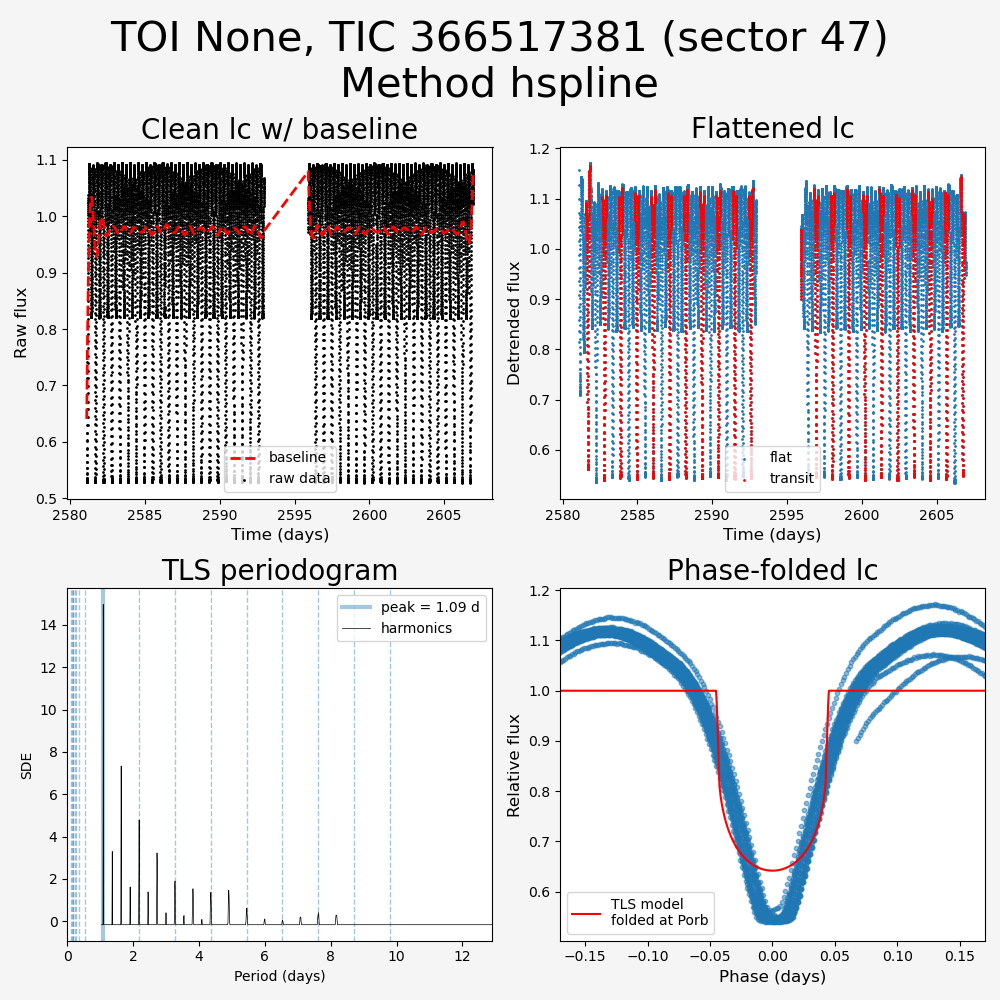 TOI None, TIC 366517381 (sector 47)
Method hspline
Clean lc w/ baseline
1.1
1.0
0.9
0.8
0.7
0.6
0.5
Raw flux
baseline
raw data
2580 2585 2590 2595 2600 2605
Time (days)
Flattened lc
1.2
1.1
1.0
0.9
0.8
0.7
0.6
Detrended flux
flat
transit
2580 2585 2590 2595 2600 2605
Time (days)
TLS periodogram
14
12
10
8
6
4
2
0
SDE
peak = 1.09 d
harmonics
0 2 4 6 8 10 12
Period (days)
Phase-folded lc
1.2
1.1
1.0
0.9
0.8
0.7
0.6
Relative flux
TLS model
folded at Porb
−0.15 −0.10 −0.05 0.00 0.05 0.10 0.15
Phase (days)